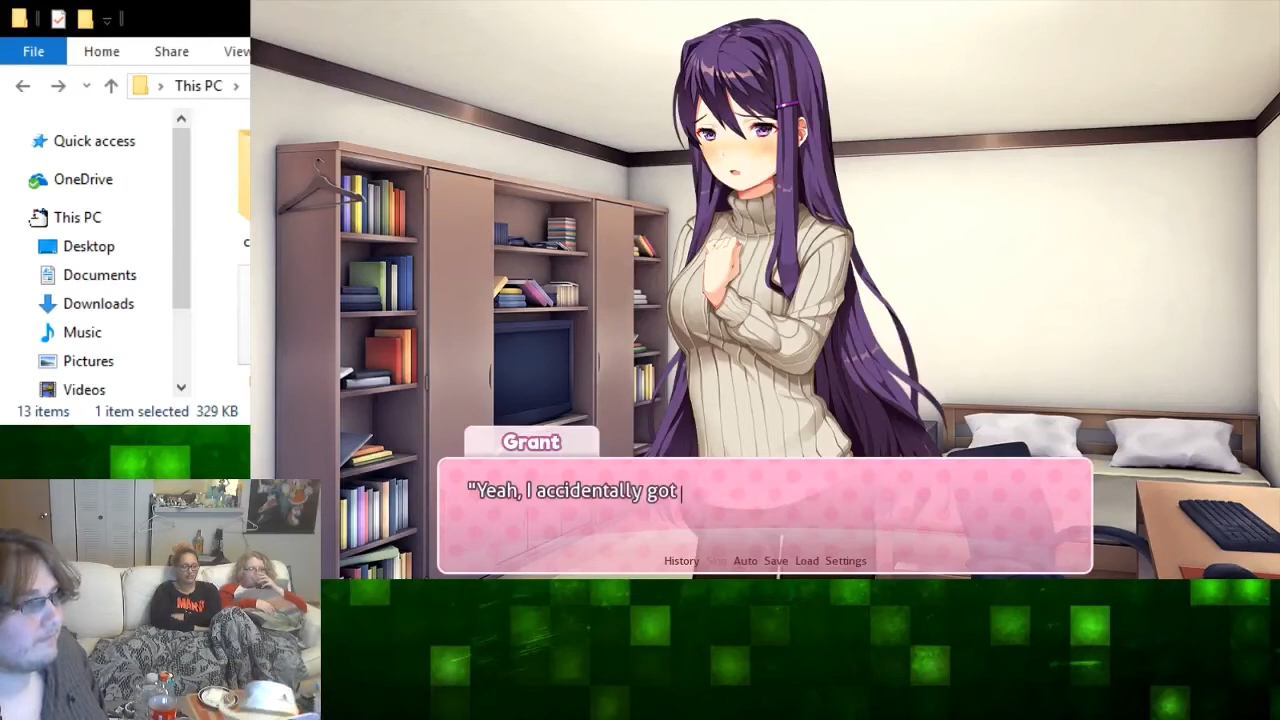 File Home Share View
This PC
Quick access
OneDrive
This PC
Desktop
Documents
Downloads
Music
Pictures
Videos
13 items 1 item selected 329 KB
Grant
"Yeah, I accidentally got
History Skip Auto Save Load Settings